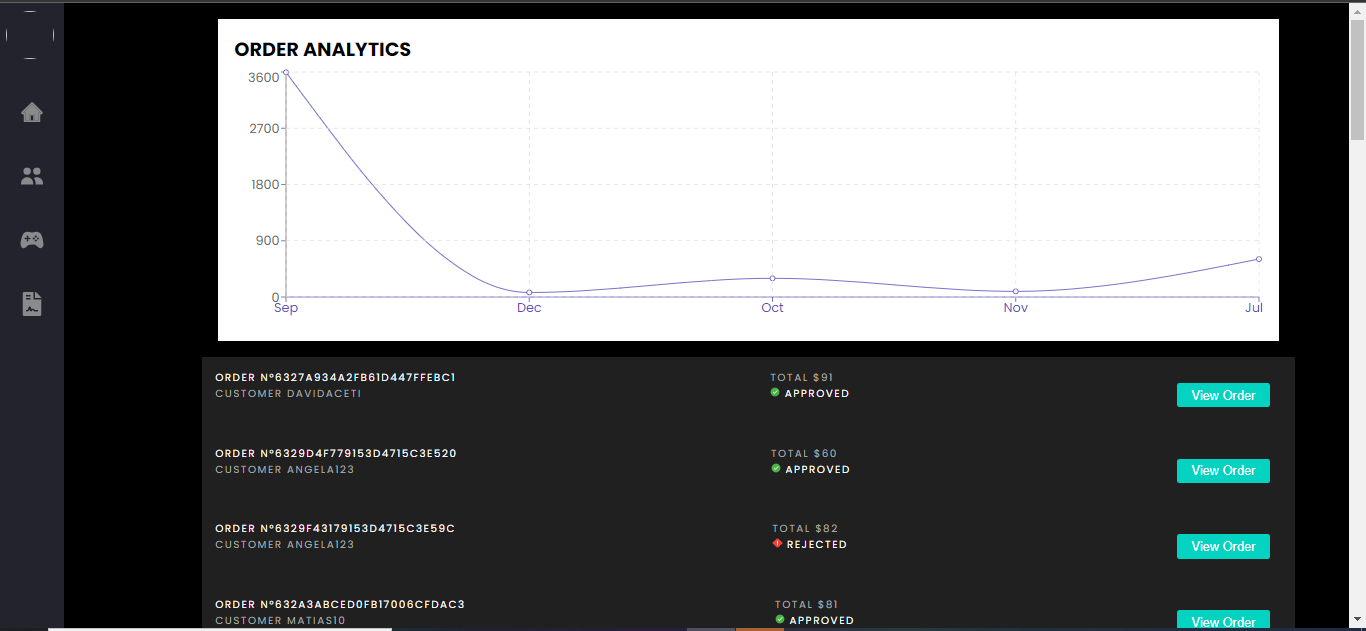 ORDER ANALYTICS
3600
2700
1800
900
0
Sep Dec Oct Nov Jul
ORDER Nº6327A934A2FB61D447FFEBC1 TOTAL $91
CUSTOMER DAVIDACETI APPROVED
View Order
ORDER Nº6329D4F779153D4715C3E520 TOTAL $60
CUSTOMER ANGELA123 APPROVED
View Order
ORDER Nº6329F43179153D4715C3E59C TOTAL $82
CUSTOMER ANGELA123 REJECTED
View Order
ORDER Nº632A3ABCED0FB17006CFDAC3 TOTAL $81
CUSTOMER MATIAS10 APPROVED
View Order